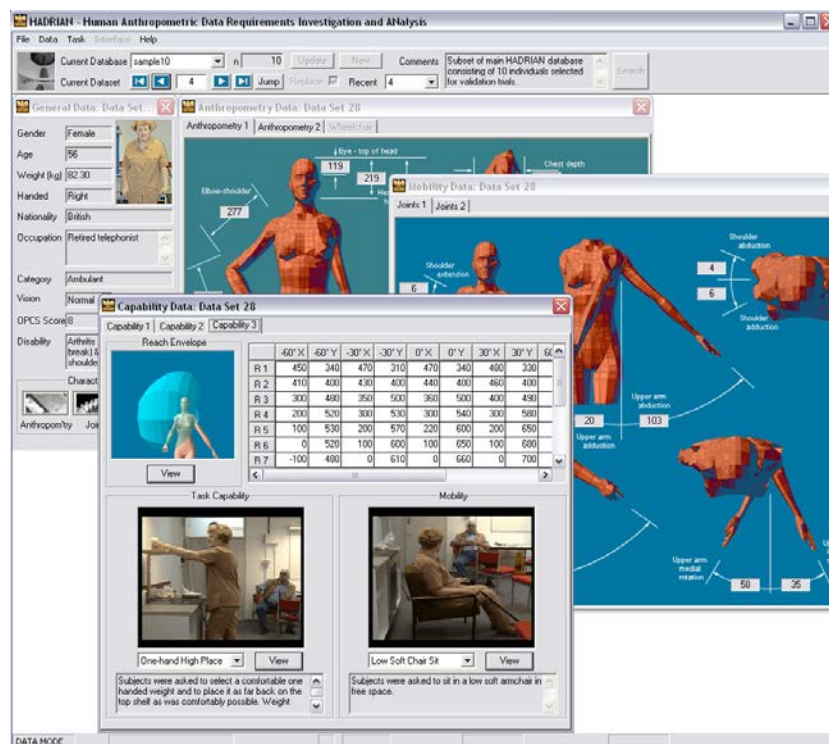 HADRIAN - Human Anthropometric Data Requirements Investigation and ANalysis
File Data Task Interface Help
Current Database sample10 n 10 Update New Comments Subset of main HADRIAN database consisting of 10 individuals selected for validation trials. Search
Current Dataset 4 Jump Replace Recent 4
General Data: Data Set...
Gender Female
Age 56
Weight (kg) 82.30
Handed Right
Nationality British
Occupation Retired telephonist
Category Ambulant
Vision Normal
OPCS Score 8
Disability Arthritis
break) &
shoulde
Charact
Anthropom'try Joi
Anthropometry Data: Data Set 28
Anthropometry 1 Anthropometry 2 Wheelchair
Eye - top of head
119
219
Chest depth
Elbow-shoulder
277
Mobility Data: Data Set 28
Joints 1 Joints 2
Shoulder extension
6
Shoulder abduction
4
6
Shoulder adduction
Upper arm abduction
20 103
Upper arm adduction
Upper arm medial rotation
50 35
Capability Data: Data Set 28
Capability 1 Capability 2 Capability 3
Reach Envelope
View
-60° X -60° Y -30° X -30° Y 0° X 0° Y 30° X 30° Y
R 1 450 340 470 310 470 340 480 330
R 2 410 400 430 400 440 400 460 400
R 3 300 480 350 500 360 500 400 490
R 4 200 520 300 530 300 540 300 580
R 5 100 530 200 570 220 600 200 650
R 6 0 520 100 600 100 650 100 680
R 7 -100 480 0 610 0 660 0 700
Task Capability
One-hand High Place View
Subjects were asked to select a comfortable one
handed weight and to place it as far back on the
top shelf as was comfortably possible. Weight
Mobility
Low Soft Chair Sit View
Subjects were asked to sit in a low soft armchair in
free space.
DATA MODE